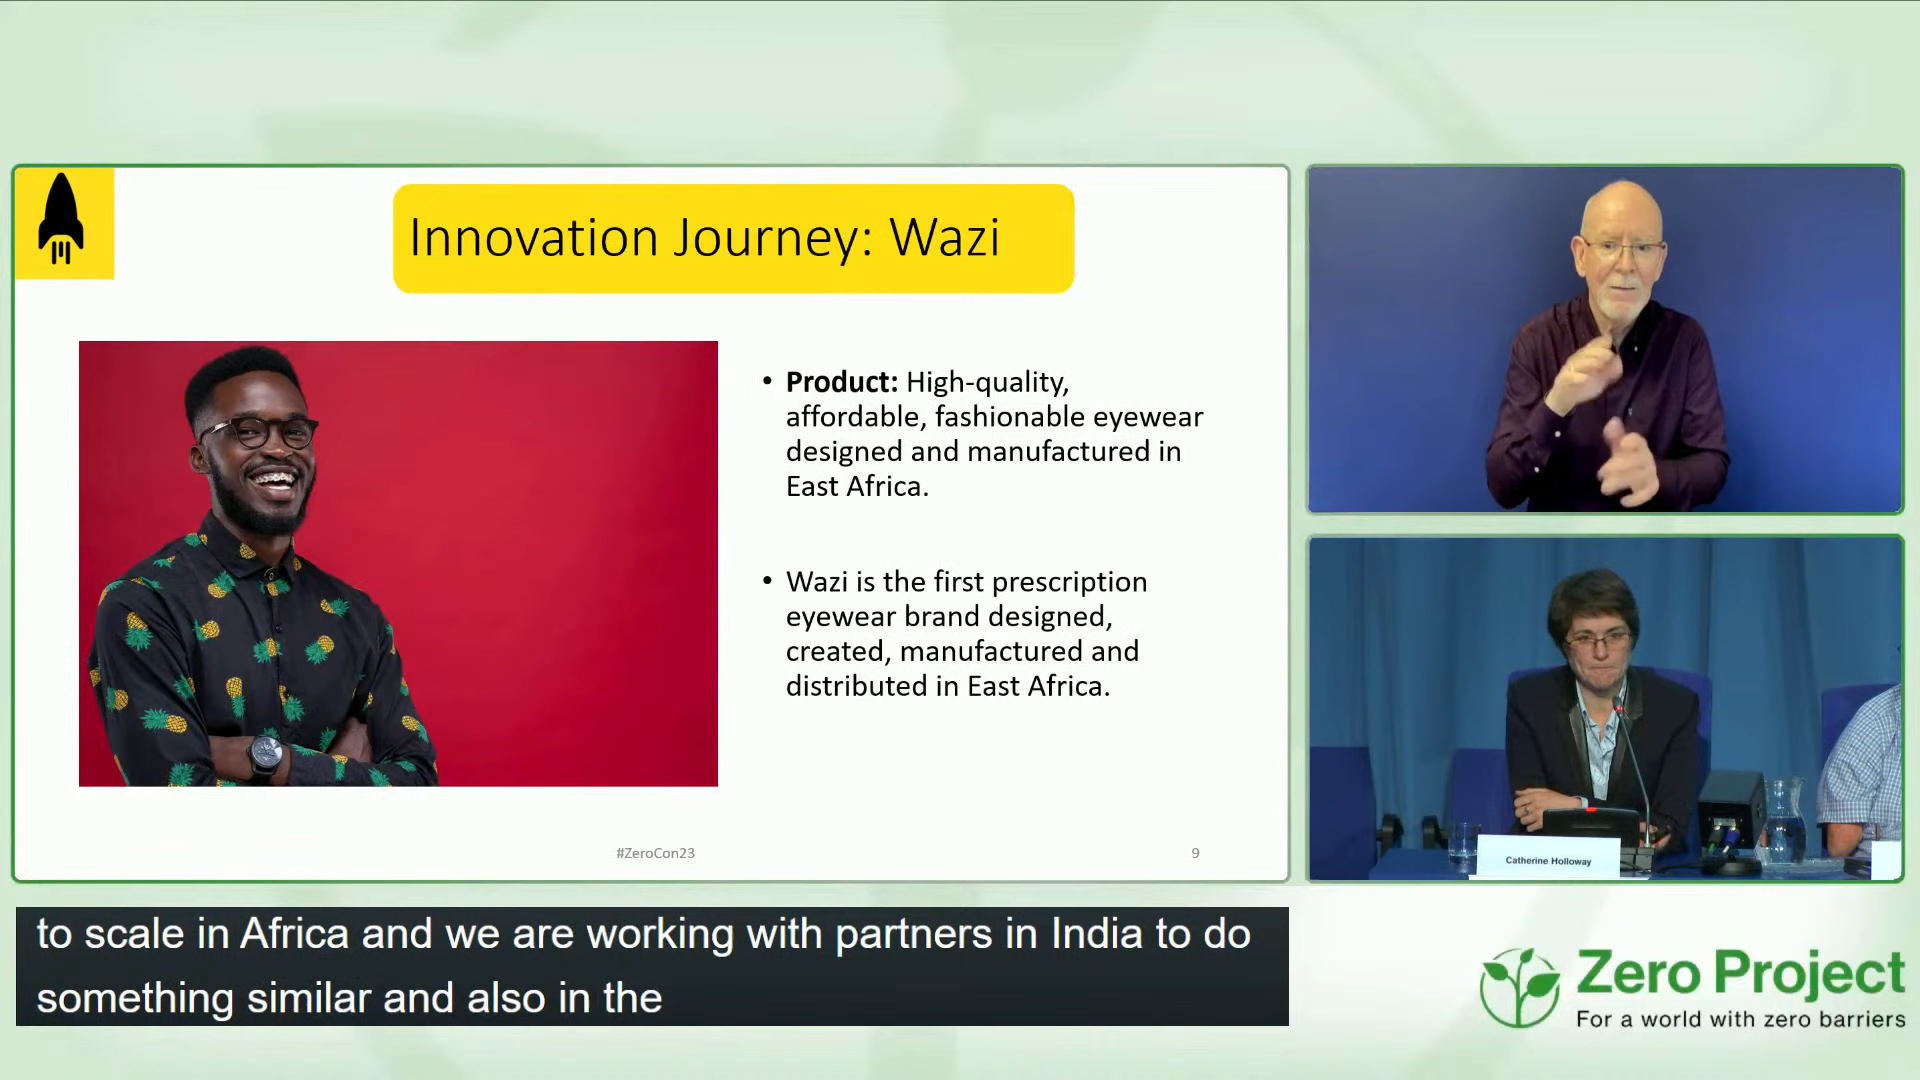 Innovation Journey: Wazi
• Product: High-quality,
affordable, fashionable eyewear
designed and manufactured in
East Africa.
• Wazi is the first prescription
eyewear brand designed,
created, manufactured and
distributed in East Africa.
#ZeroCon23
9
Catherine Holloway
to scale in Africa and we are working with partners in India to do
something similar and also in the
Zero Project
For a world with zero barriers